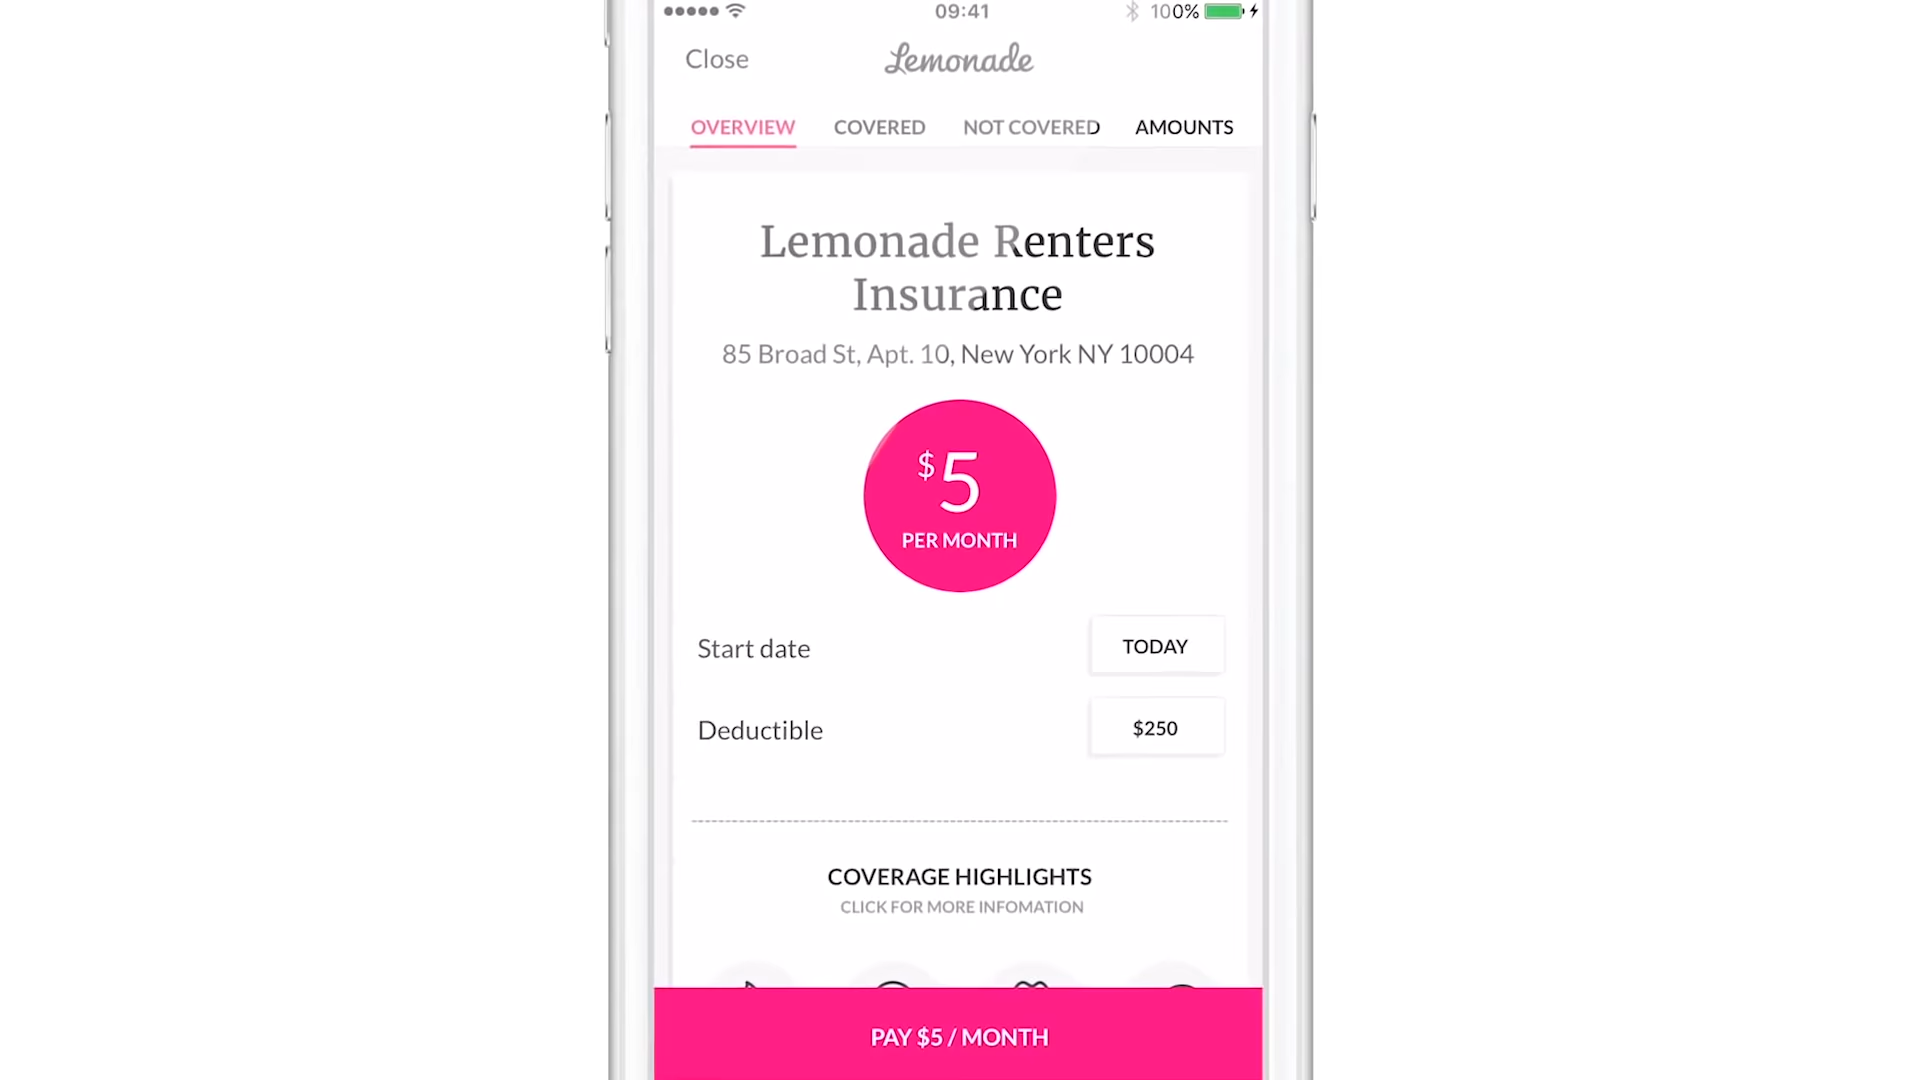 09:41
100%
Close
Lemonade
OVERVIEW
COVERED
NOT COVERED
AMOUNTS
Lemonade Renters
Insurance
85 Broad St, Apt. 10, New York NY 10004
$5
PER MONTH
Start date
TODAY
Deductible
$250
COVERAGE HIGHLIGHTS
CLICK FOR MORE INFOMATION
PAY $5 / MONTH